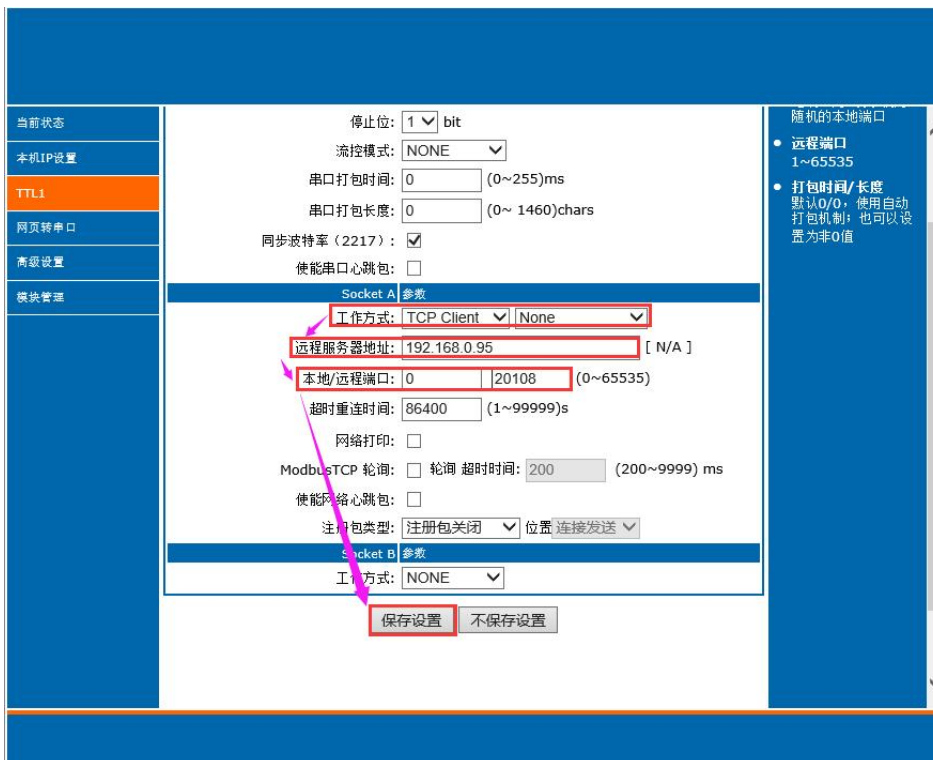 当前状态
本机IP设置
TTL1
网页转串口
高级设置
模块管理
停止位: 1 bit
流控模式: NONE
串口打包时间: 0 (0~255)ms
串口打包长度: 0 (0~ 1460)chars
同步波特率（2217）:
使能串口心跳包:
Socket A 参数
工作方式: TCP Client None
远程服务器地址: 192.168.0.95 [ N/A ]
本地/远程端口: 0 20108 (0~65535)
超时重连时间: 86400 (1~99999)s
网络打印:
ModbusTCP 轮询: 轮询 超时时间: 200 (200~9999) ms
使能网络心跳包:
注册包类型: 注册包关闭 位置 连接发送
Socket B 参数
工作方式: NONE
保存设置 不保存设置
随机的本地端口
远程端口
1~65535
打包时间/长度
默认0/0，使用自动
打包机制；也可以设
置为非0值